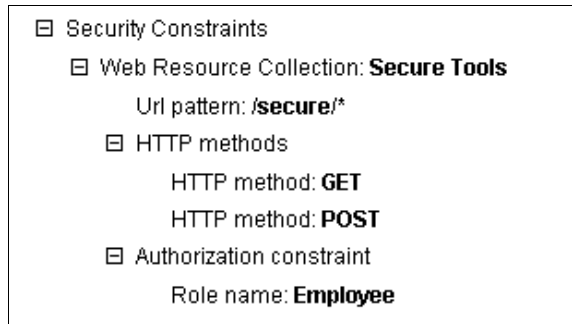 Security Constraints
Web Resource Collection: Secure Tools
Url pattern: /secure/*
HTTP methods
HTTP method: GET
HTTP method: POST
Authorization constraint
Role name: Employee